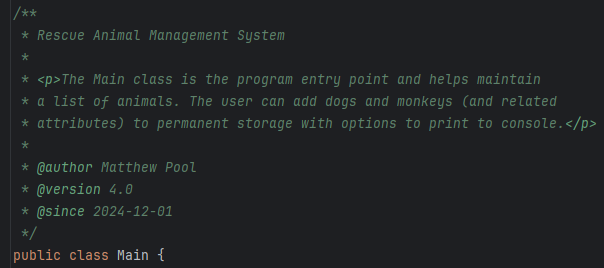 /**
 * Rescue Animal Management System
 *
 * <p>The Main class is the program entry point and helps maintain
 * a list of animals. The user can add dogs and monkeys (and related
 * attributes) to permanent storage with options to print to console.</p>
 *
 * @author Matthew Pool
 * @version 4.0
 * @since 2024-12-01
 */
public class Main {